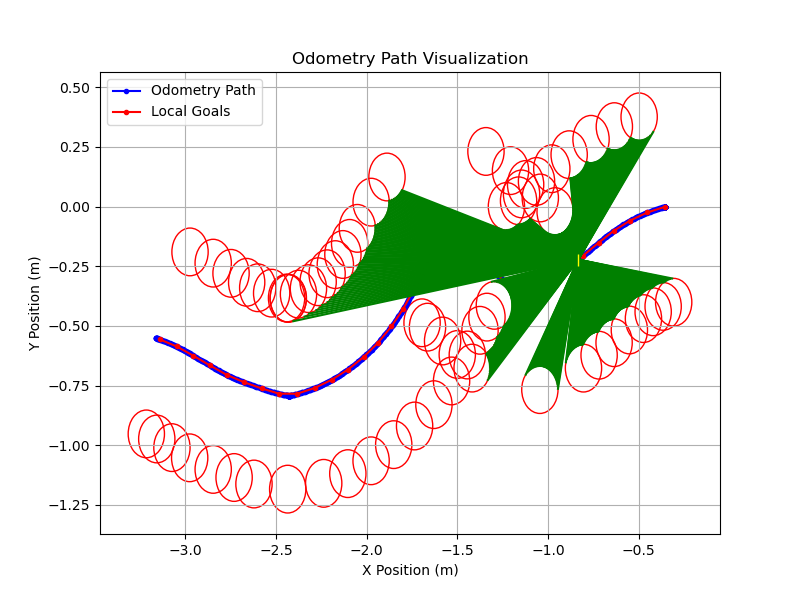 Odometry Path Visualization
Odometry Path
Local Goals
0.50
0.25
0.00
−0.25
−0.50
−0.75
−1.00
−1.25
Y Position (m)
−3.0 −2.5 −2.0 −1.5 −1.0 −0.5
X Position (m)